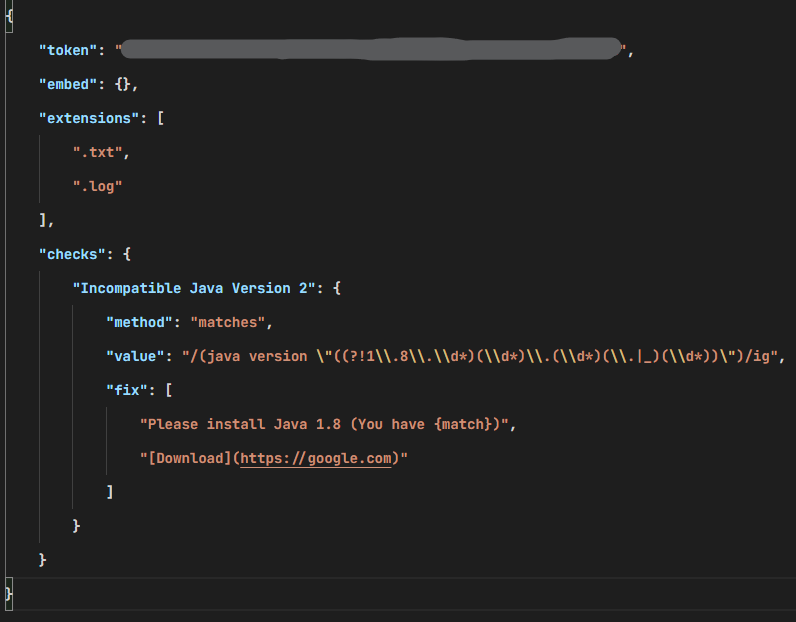 {
"token": "",
"embed": {},
"extensions": [
".txt",
".log"
],
"checks": {
"Incompatible Java Version 2": {
"method": "matches",
"value": "/(java version \"((?!1\\.8\\.\\d*)(\\d*)\\.(\\d*)(\\.|_)(\\d*))\")/ig",
"fix": [
"Please install Java 1.8 (You have {match})",
"[Download](https://google.com)"
]
}
}
}